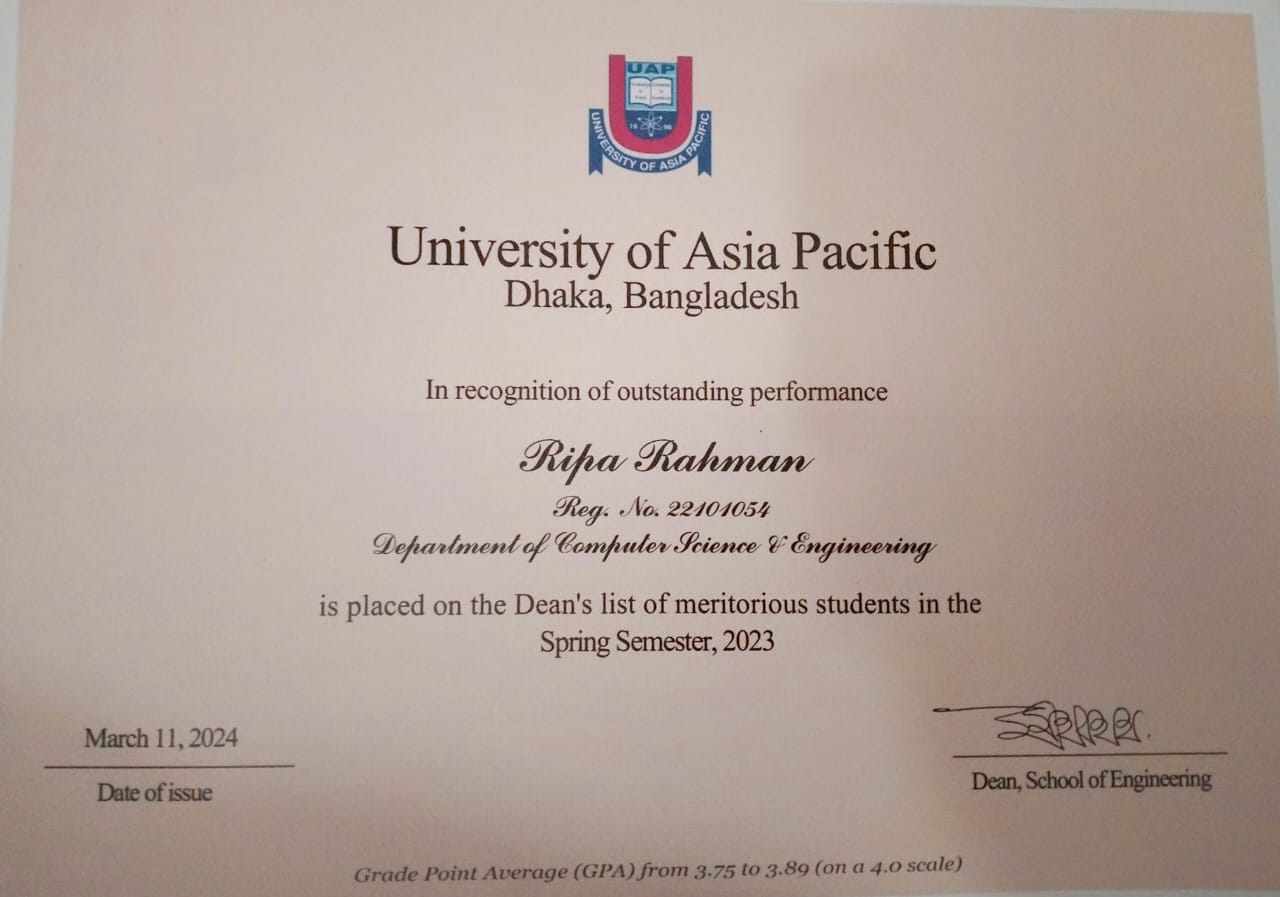 UAP
1996
UNIVERSITY OF ASIA PACIFIC
University of Asia Pacific
Dhaka, Bangladesh
In recognition of outstanding performance
Ripa Rahman
Reg. No. 22101054
Department of Computer Science & Engineering
is placed on the Dean's list of meritorious students in the
Spring Semester, 2023
March 11, 2024
Date of issue
Dean, School of Engineering
Grade Point Average (GPA) from 3.75 to 3.89 (on a 4.0 scale)